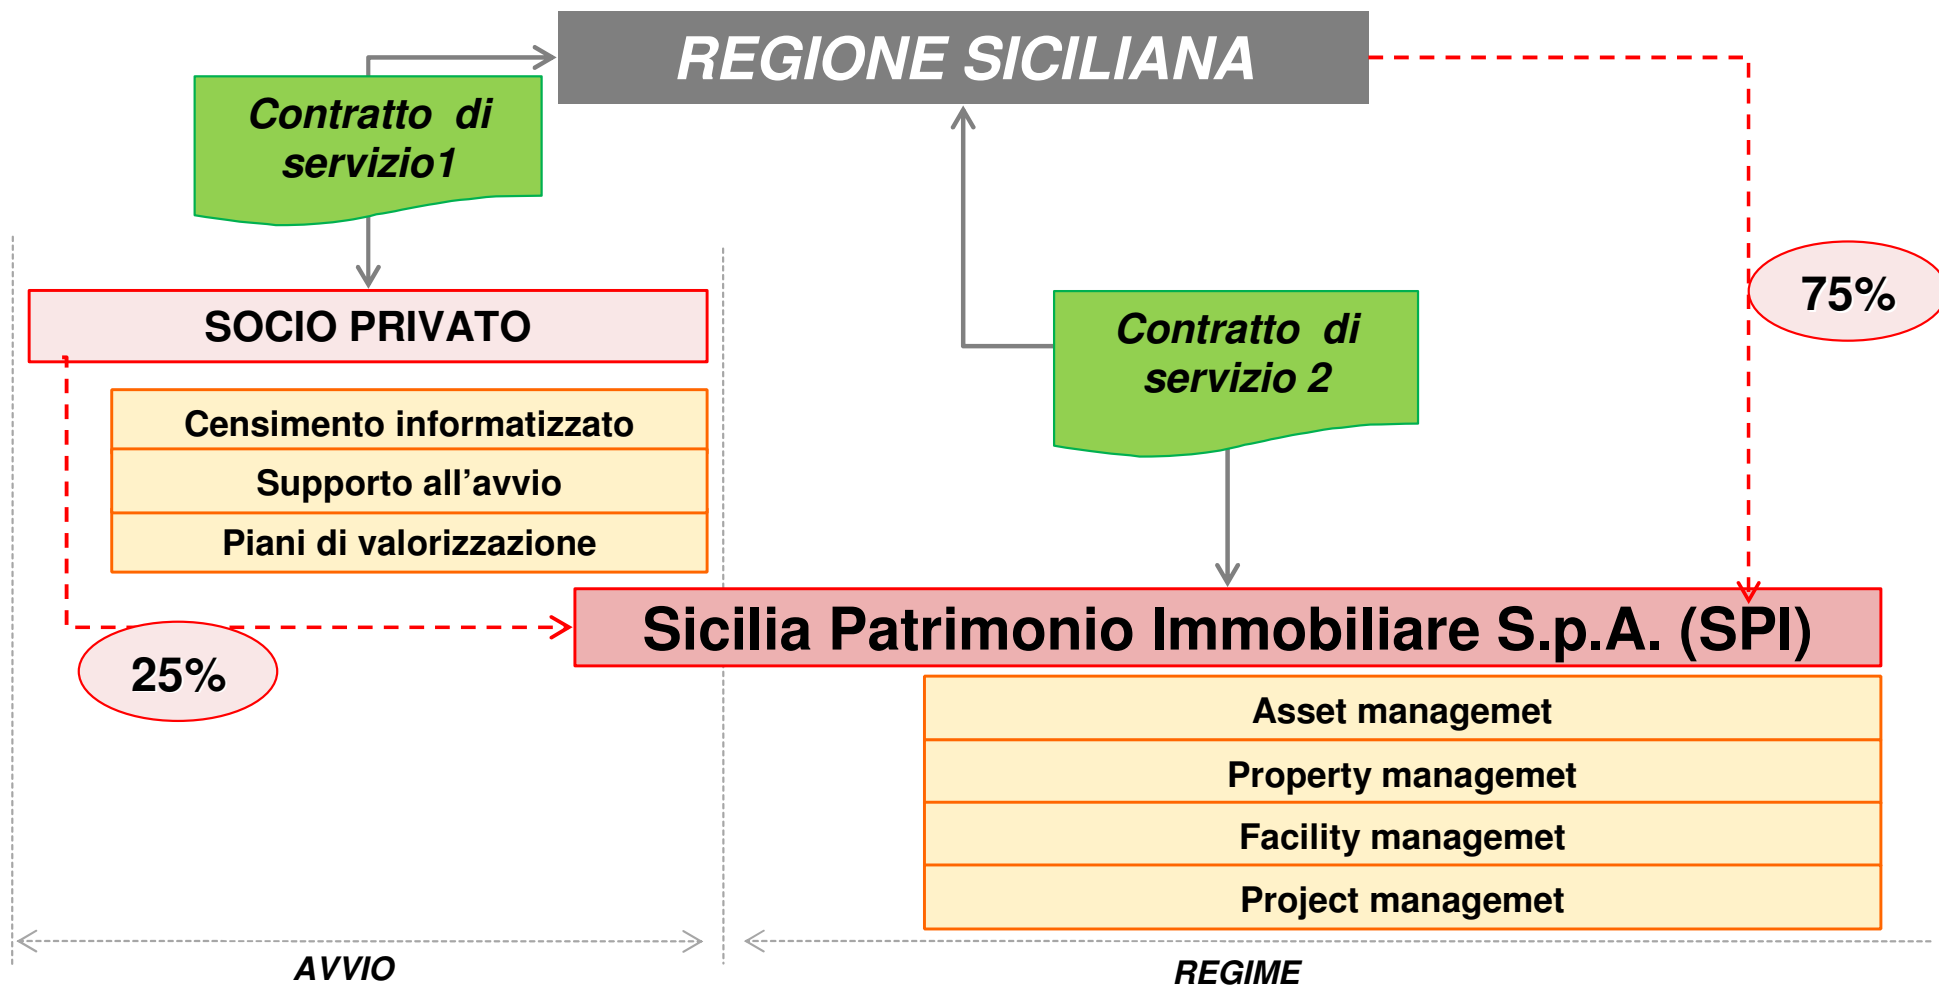 REGIONE SICILIANA
Contratto di
servizio1
SOCIO PRIVATO
Censimento informatizzato
Supporto all’avvio
Piani di valorizzazione
25%
Contratto di
servizio 2
75%
Sicilia Patrimonio Immobiliare S.p.A. (SPI)
Asset managemet
Property managemet
Facility managemet
Project managemet
AVVIO
REGIME